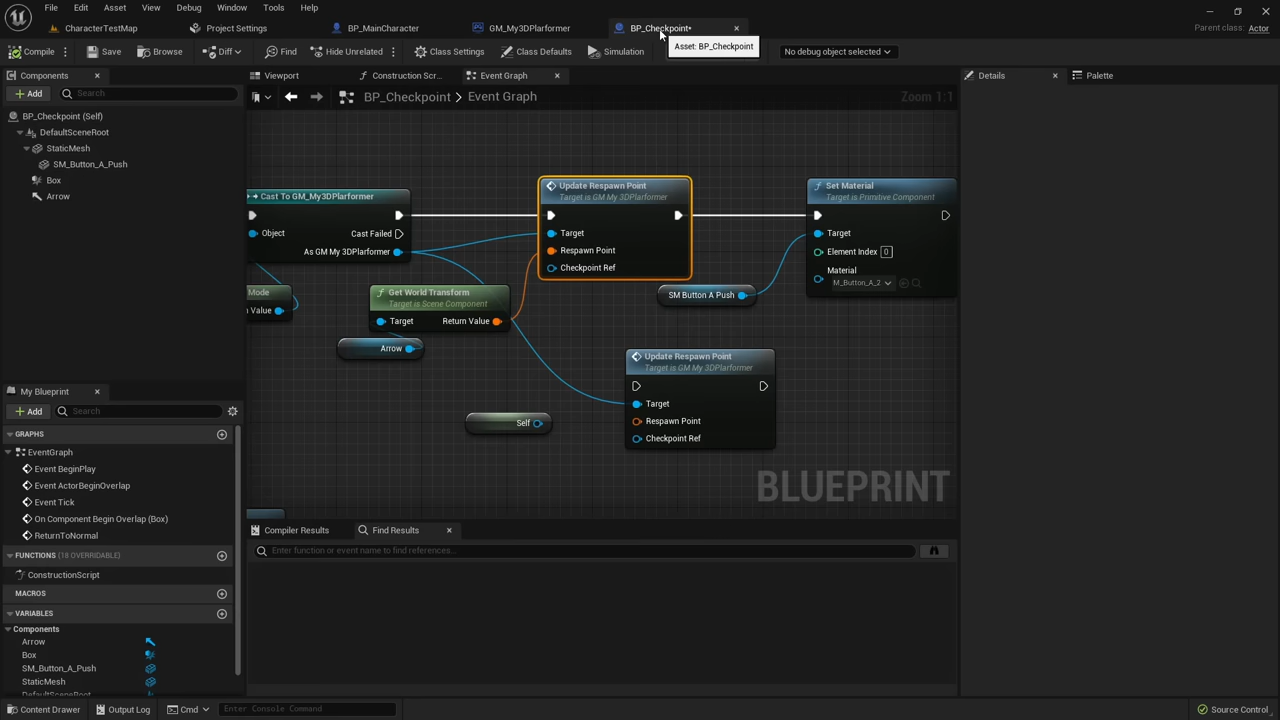 File Edit Asset View Debug Window Tools Help
CharacterTestMap Project Settings BP_MainCharacter GM_My3DPlarformer BP_Checkpoint* Parent class: Actor
Asset: BP_Checkpoint
Compile Save Browse Diff Find Hide Unrelated Class Settings Class Defaults Simulation No debug object selected
Components Viewport Construction Scr... Event Graph Details Palette
Add Search BP_Checkpoint > Event Graph Zoom 1:1
BP_Checkpoint (Self)
DefaultSceneRoot
StaticMesh
SM_Button_A_Push
Box
Arrow
Cast To GM_My3DPlarformer
Object
Cast Failed
As GM My 3DPlarformer
Update Respawn Point
Target is GM My 3DPlarformer
Target
Respawn Point
Checkpoint Ref
Set Material
Target is Primitive Component
Target
Element Index 0
Material
M_Button_A_2
Mode
Value
Get World Transform
Target is Scene Component
Target Return Value
SM Button A Push
Arrow
Update Respawn Point
Target is GM My 3DPlarformer
Target
Respawn Point
Checkpoint Ref
Self
BLUEPRINT
My Blueprint
Add Search
GRAPHS
EventGraph
Event BeginPlay
Event ActorBeginOverlap
Event Tick
On Component Begin Overlap (Box)
ReturnToNormal
FUNCTIONS (18 OVERRIDABLE)
ConstructionScript
MACROS
VARIABLES
Components
Arrow
Box
SM_Button_A_Push
StaticMesh
DefaultSceneRoot
Compiler Results Find Results
Enter function or event name to find references...
Content Drawer Output Log Cmd Enter Console Command Source Control